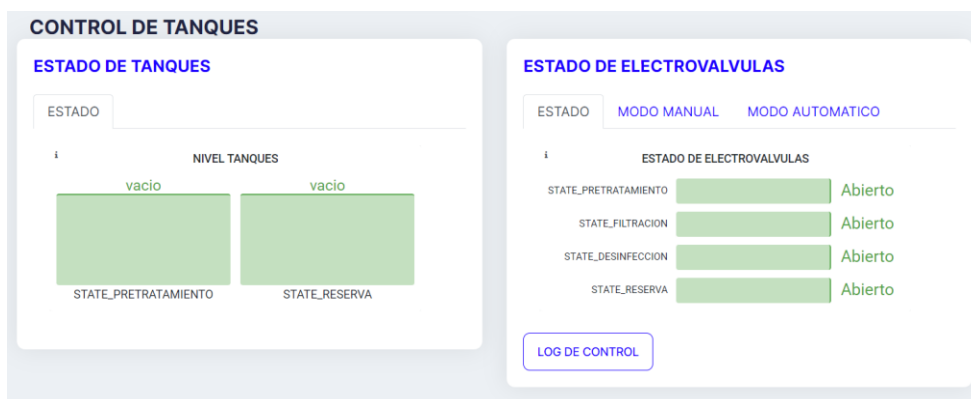 CONTROL DE TANQUES
ESTADO DE TANQUES
ESTADO
i
NIVEL TANQUES
vacio vacio
STATE_PRETRATAMIENTO STATE_RESERVA
ESTADO DE ELECTROVALVULAS
ESTADO MODO MANUAL MODO AUTOMATICO
i
ESTADO DE ELECTROVALVULAS
STATE_PRETRATAMIENTO Abierto
STATE_FILTRACION Abierto
STATE_DESINFECCION Abierto
STATE_RESERVA Abierto
LOG DE CONTROL